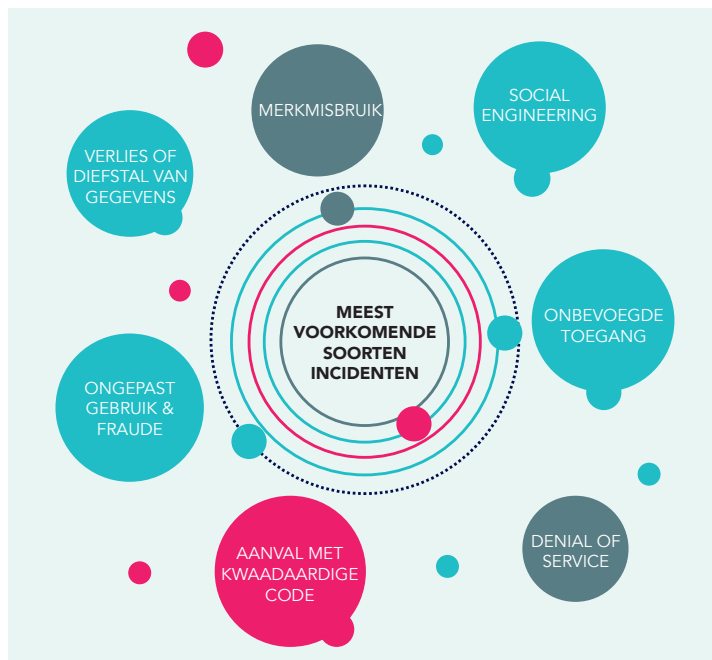 MERKMISBRUIK
SOCIAL
ENGINEERING
VERLIES OF
DIEFSTAL VAN
GEGEVENS
ONBEVOEGDE
TOEGANG
MEEST
VOORKOMENDE
SOORTEN
INCIDENTEN
ONGEPAST
GEBRUIK &
FRAUDE
AANVAL MET
KWAADAARDIGE
CODE
DENIAL OF
SERVICE